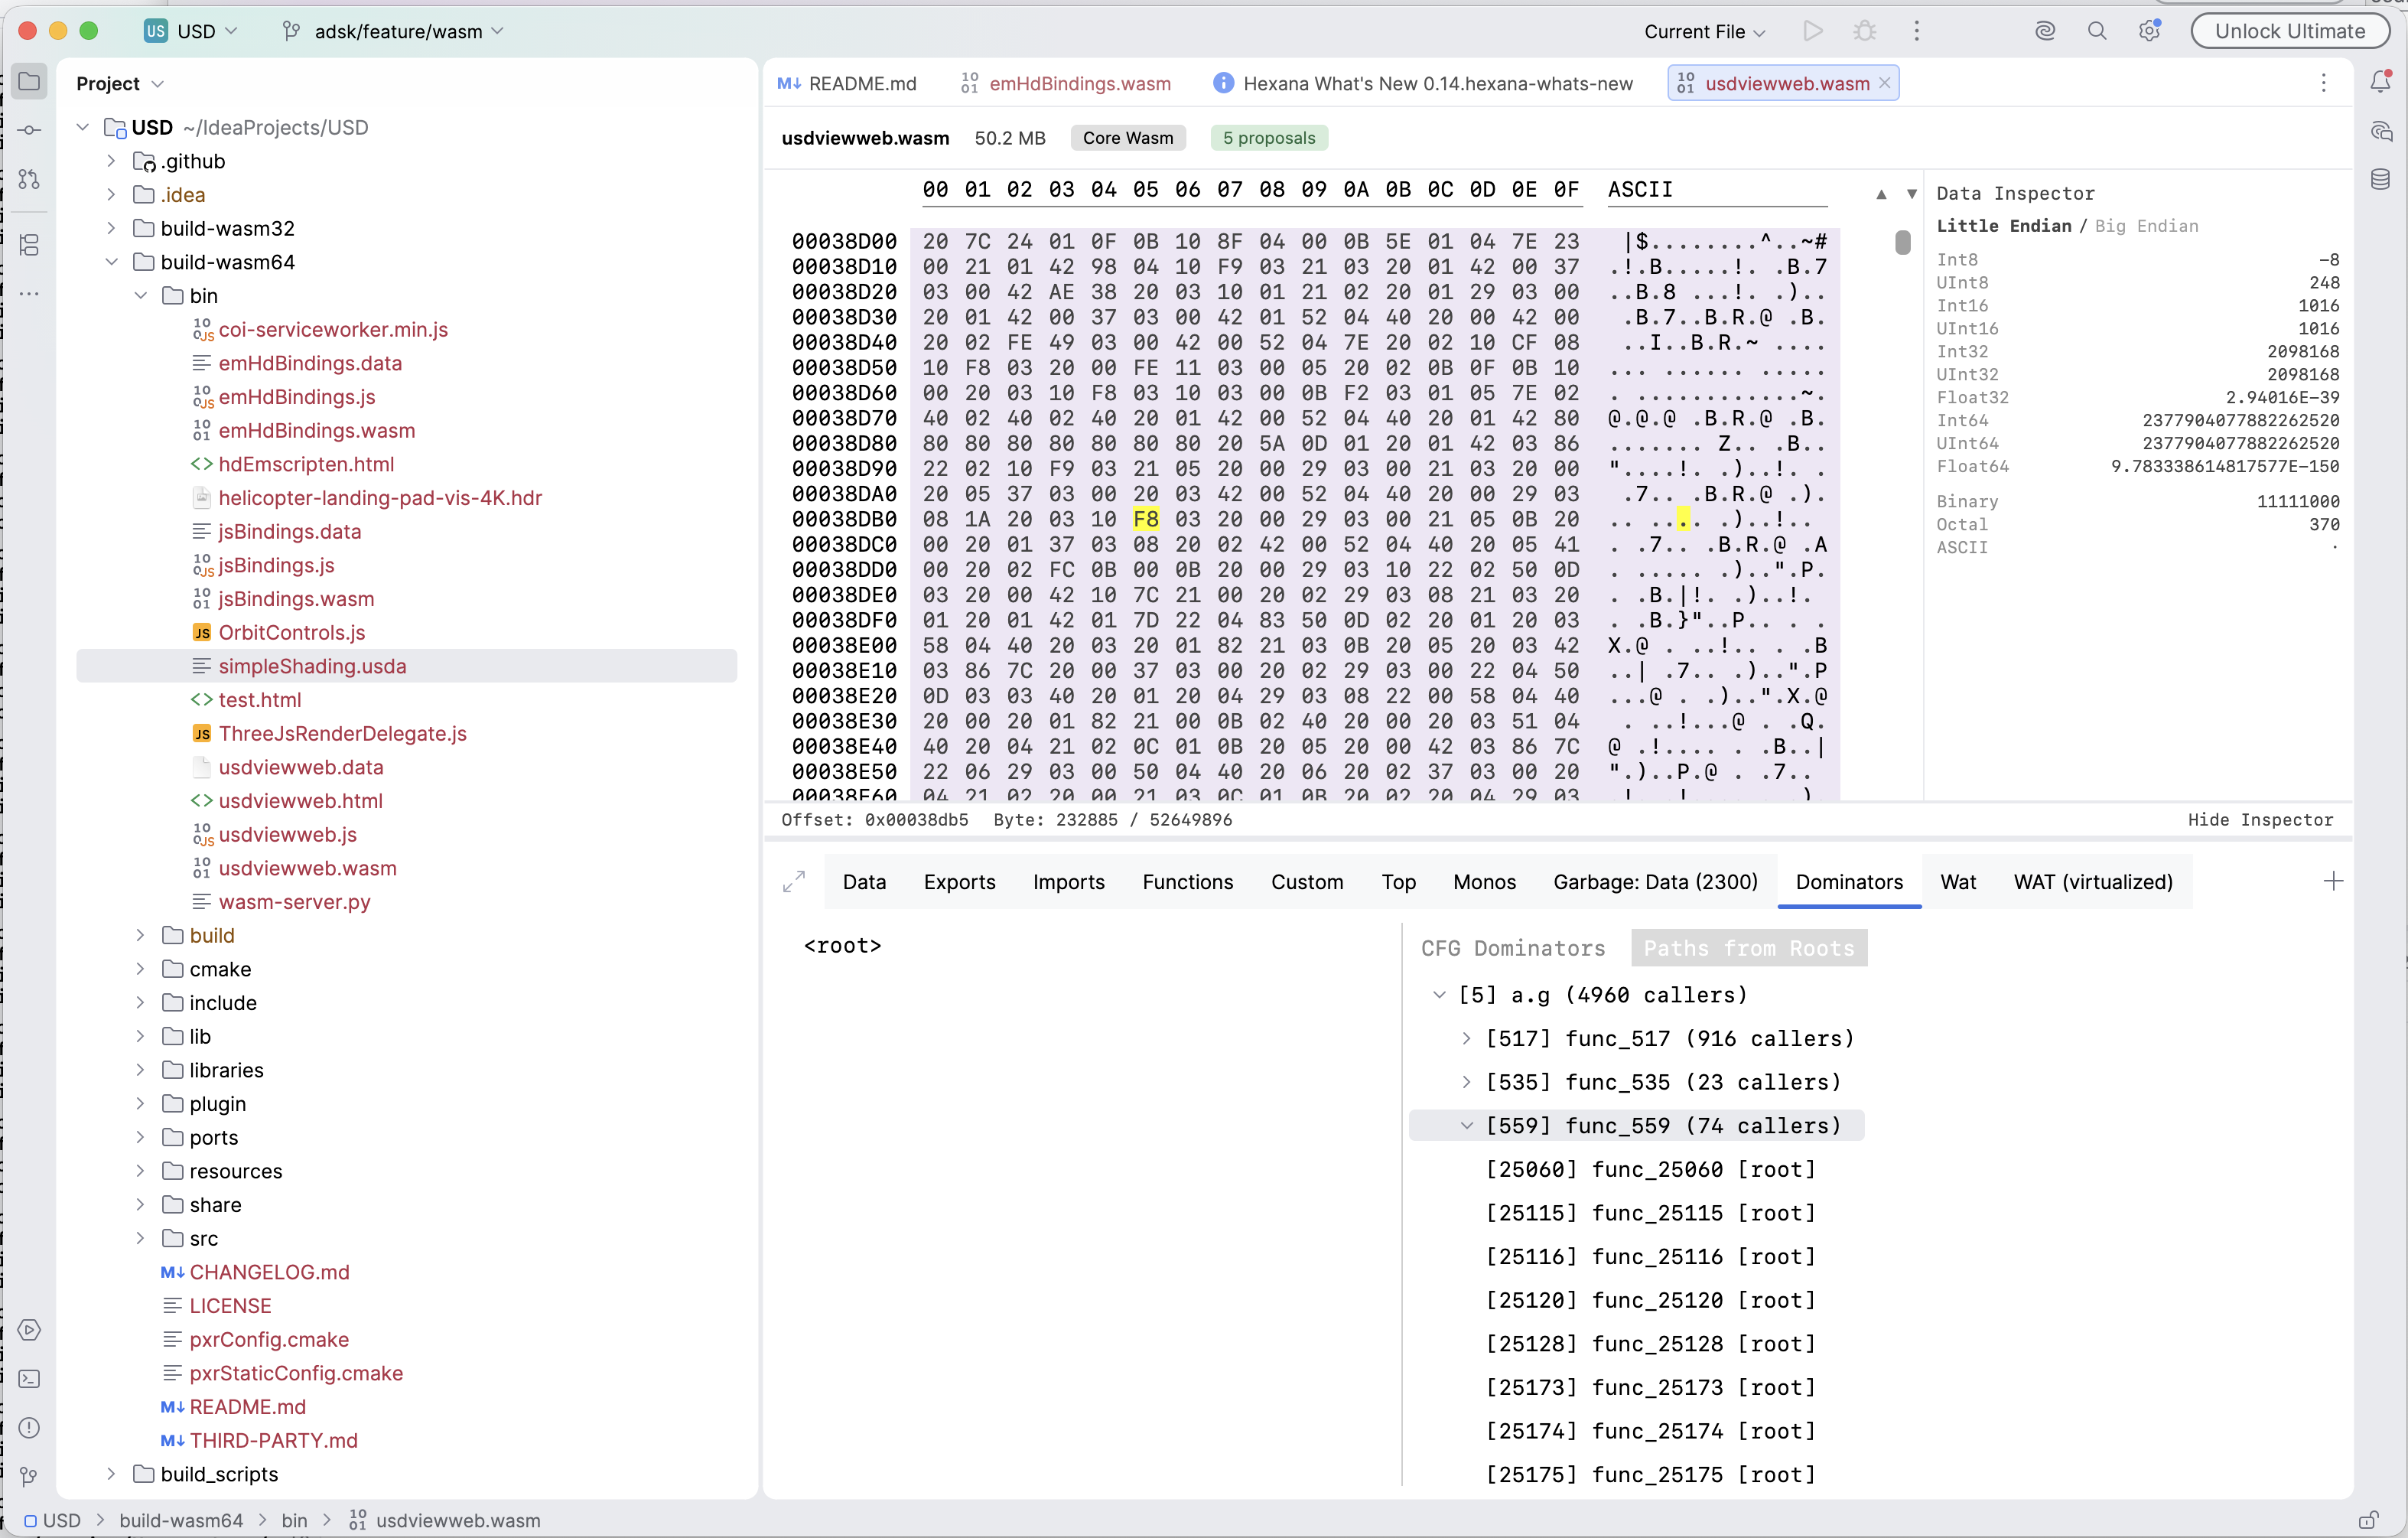 US USD adsk/feature/wasm Current File Unlock Ultimate
Project
USD ~/IdeaProjects/USD
.github
.idea
build-wasm32
build-wasm64
bin
coi-serviceworker.min.js
emHdBindings.data
emHdBindings.js
emHdBindings.wasm
hdEmscripten.html
helicopter-landing-pad-vis-4K.hdr
jsBindings.data
jsBindings.js
jsBindings.wasm
OrbitControls.js
simpleShading.usda
test.html
ThreeJsRenderDelegate.js
usdviewweb.data
usdviewweb.html
usdviewweb.js
usdviewweb.wasm
wasm-server.py
build
cmake
include
lib
libraries
plugin
ports
resources
share
src
CHANGELOG.md
LICENSE
pxrConfig.cmake
pxrStaticConfig.cmake
README.md
THIRD-PARTY.md
build_scripts
README.md emHdBindings.wasm Hexana What's New 0.14.hexana-whats-new usdviewweb.wasm
usdviewweb.wasm 50.2 MB Core Wasm 5 proposals
00 01 02 03 04 05 06 07 08 09 0A 0B 0C 0D 0E 0F ASCII
00038D00 20 7C 24 01 0F 0B 10 8F 04 00 0B 5E 01 04 7E 23 |$........^..~#
00038D10 00 21 01 42 98 04 10 F9 03 21 03 20 01 42 00 37 .!.B.....!. .B.7
00038D20 03 00 42 AE 38 20 03 10 01 21 02 20 01 29 03 00 ..B.8 ...!. .)..
00038D30 20 01 42 00 37 03 00 42 01 52 04 40 20 00 42 00 .B.7..B.R.@ .B.
00038D40 20 02 FE 49 03 00 42 00 52 04 7E 20 02 10 CF 08 ..I..B.R.~ ....
00038D50 10 F8 03 20 00 FE 11 03 00 05 20 02 0B 0F 0B 10 ... ...... .....
00038D60 00 20 03 10 F8 03 10 03 00 0B F2 03 01 05 7E 02 . ............~.
00038D70 40 02 40 02 40 20 01 42 00 52 04 40 20 01 42 80 @.@.@ .B.R.@ .B.
00038D80 80 80 80 80 80 80 80 20 5A 0D 01 20 01 42 03 86 ....... Z.. .B..
00038D90 22 02 10 F9 03 21 05 20 00 29 03 00 21 03 20 00 "....!. .)..!. .
00038DA0 20 05 37 03 00 20 03 42 00 52 04 40 20 00 29 03 .7.. .B.R.@ .).
00038DB0 08 1A 20 03 10 F8 03 20 00 29 03 00 21 05 0B 20 .. ... .)..!..
00038DC0 00 20 01 37 03 08 20 02 42 00 52 04 40 20 05 41 . .7.. .B.R.@ .A
00038DD0 00 20 02 FC 0B 00 0B 20 00 29 03 10 22 02 50 0D . ..... .)..".P.
00038DE0 03 20 00 42 10 7C 21 00 20 02 29 03 08 21 03 20 . .B.|!. .)..!.
00038DF0 01 20 01 42 01 7D 22 04 83 50 0D 02 20 01 20 03 . .B.}"..P.. . .
00038E00 58 04 40 20 03 20 01 82 21 03 0B 20 05 20 03 42 X.@ . ..!.. . .B
00038E10 03 86 7C 20 00 37 03 00 20 02 29 03 00 22 04 50 ..| .7.. .)..".P
00038E20 0D 03 03 40 20 01 20 04 29 03 08 22 00 58 04 40 ...@ . .)..".X.@
00038E30 20 00 20 01 82 21 00 0B 02 40 20 00 20 03 51 04 . ..!...@ . .Q.
00038E40 40 20 04 21 02 0C 01 0B 20 05 20 00 42 03 86 7C @ .!.... . .B..|
00038E50 22 06 29 03 00 50 04 40 20 06 20 02 37 03 00 20 ".)..P.@ . .7..
00038E60 04 21 02 20 00 21 03 0C 01 0B 20 02 20 04 29 03
Data Inspector
Little Endian / Big Endian
Int8 -8
UInt8 248
Int16 1016
UInt16 1016
Int32 2098168
UInt32 2098168
Float32 2.94016E-39
Int64 2377904077882262520
UInt64 2377904077882262520
Float64 9.783338614817577E-150
Binary 11111000
Octal 370
ASCII .
Offset: 0x00038db5 Byte: 232885 / 52649896 Hide Inspector
Data Exports Imports Functions Custom Top Monos Garbage: Data (2300) Dominators Wat WAT (virtualized)
<root>
CFG Dominators Paths from Roots
[5] a.g (4960 callers)
[517] func_517 (916 callers)
[535] func_535 (23 callers)
[559] func_559 (74 callers)
[25060] func_25060 [root]
[25115] func_25115 [root]
[25116] func_25116 [root]
[25120] func_25120 [root]
[25128] func_25128 [root]
[25173] func_25173 [root]
[25174] func_25174 [root]
[25175] func_25175 [root]
USD > build-wasm64 > bin > usdviewweb.wasm